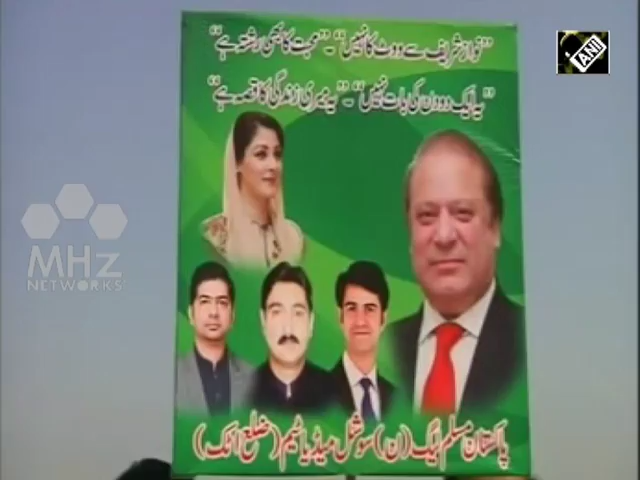 "نواز شریف سے ووٹ کا نہیں"۔"محبت کا بھی رشتہ ہے"
"یہ ایک دو دن کی بات نہیں"۔"یہ میری زندگی کا قصہ ہے"
پاکستان مسلم لیگ (ن) سوشل میڈیا ٹیم (ضلع اٹک)
ANI
MHz
NETWORKS